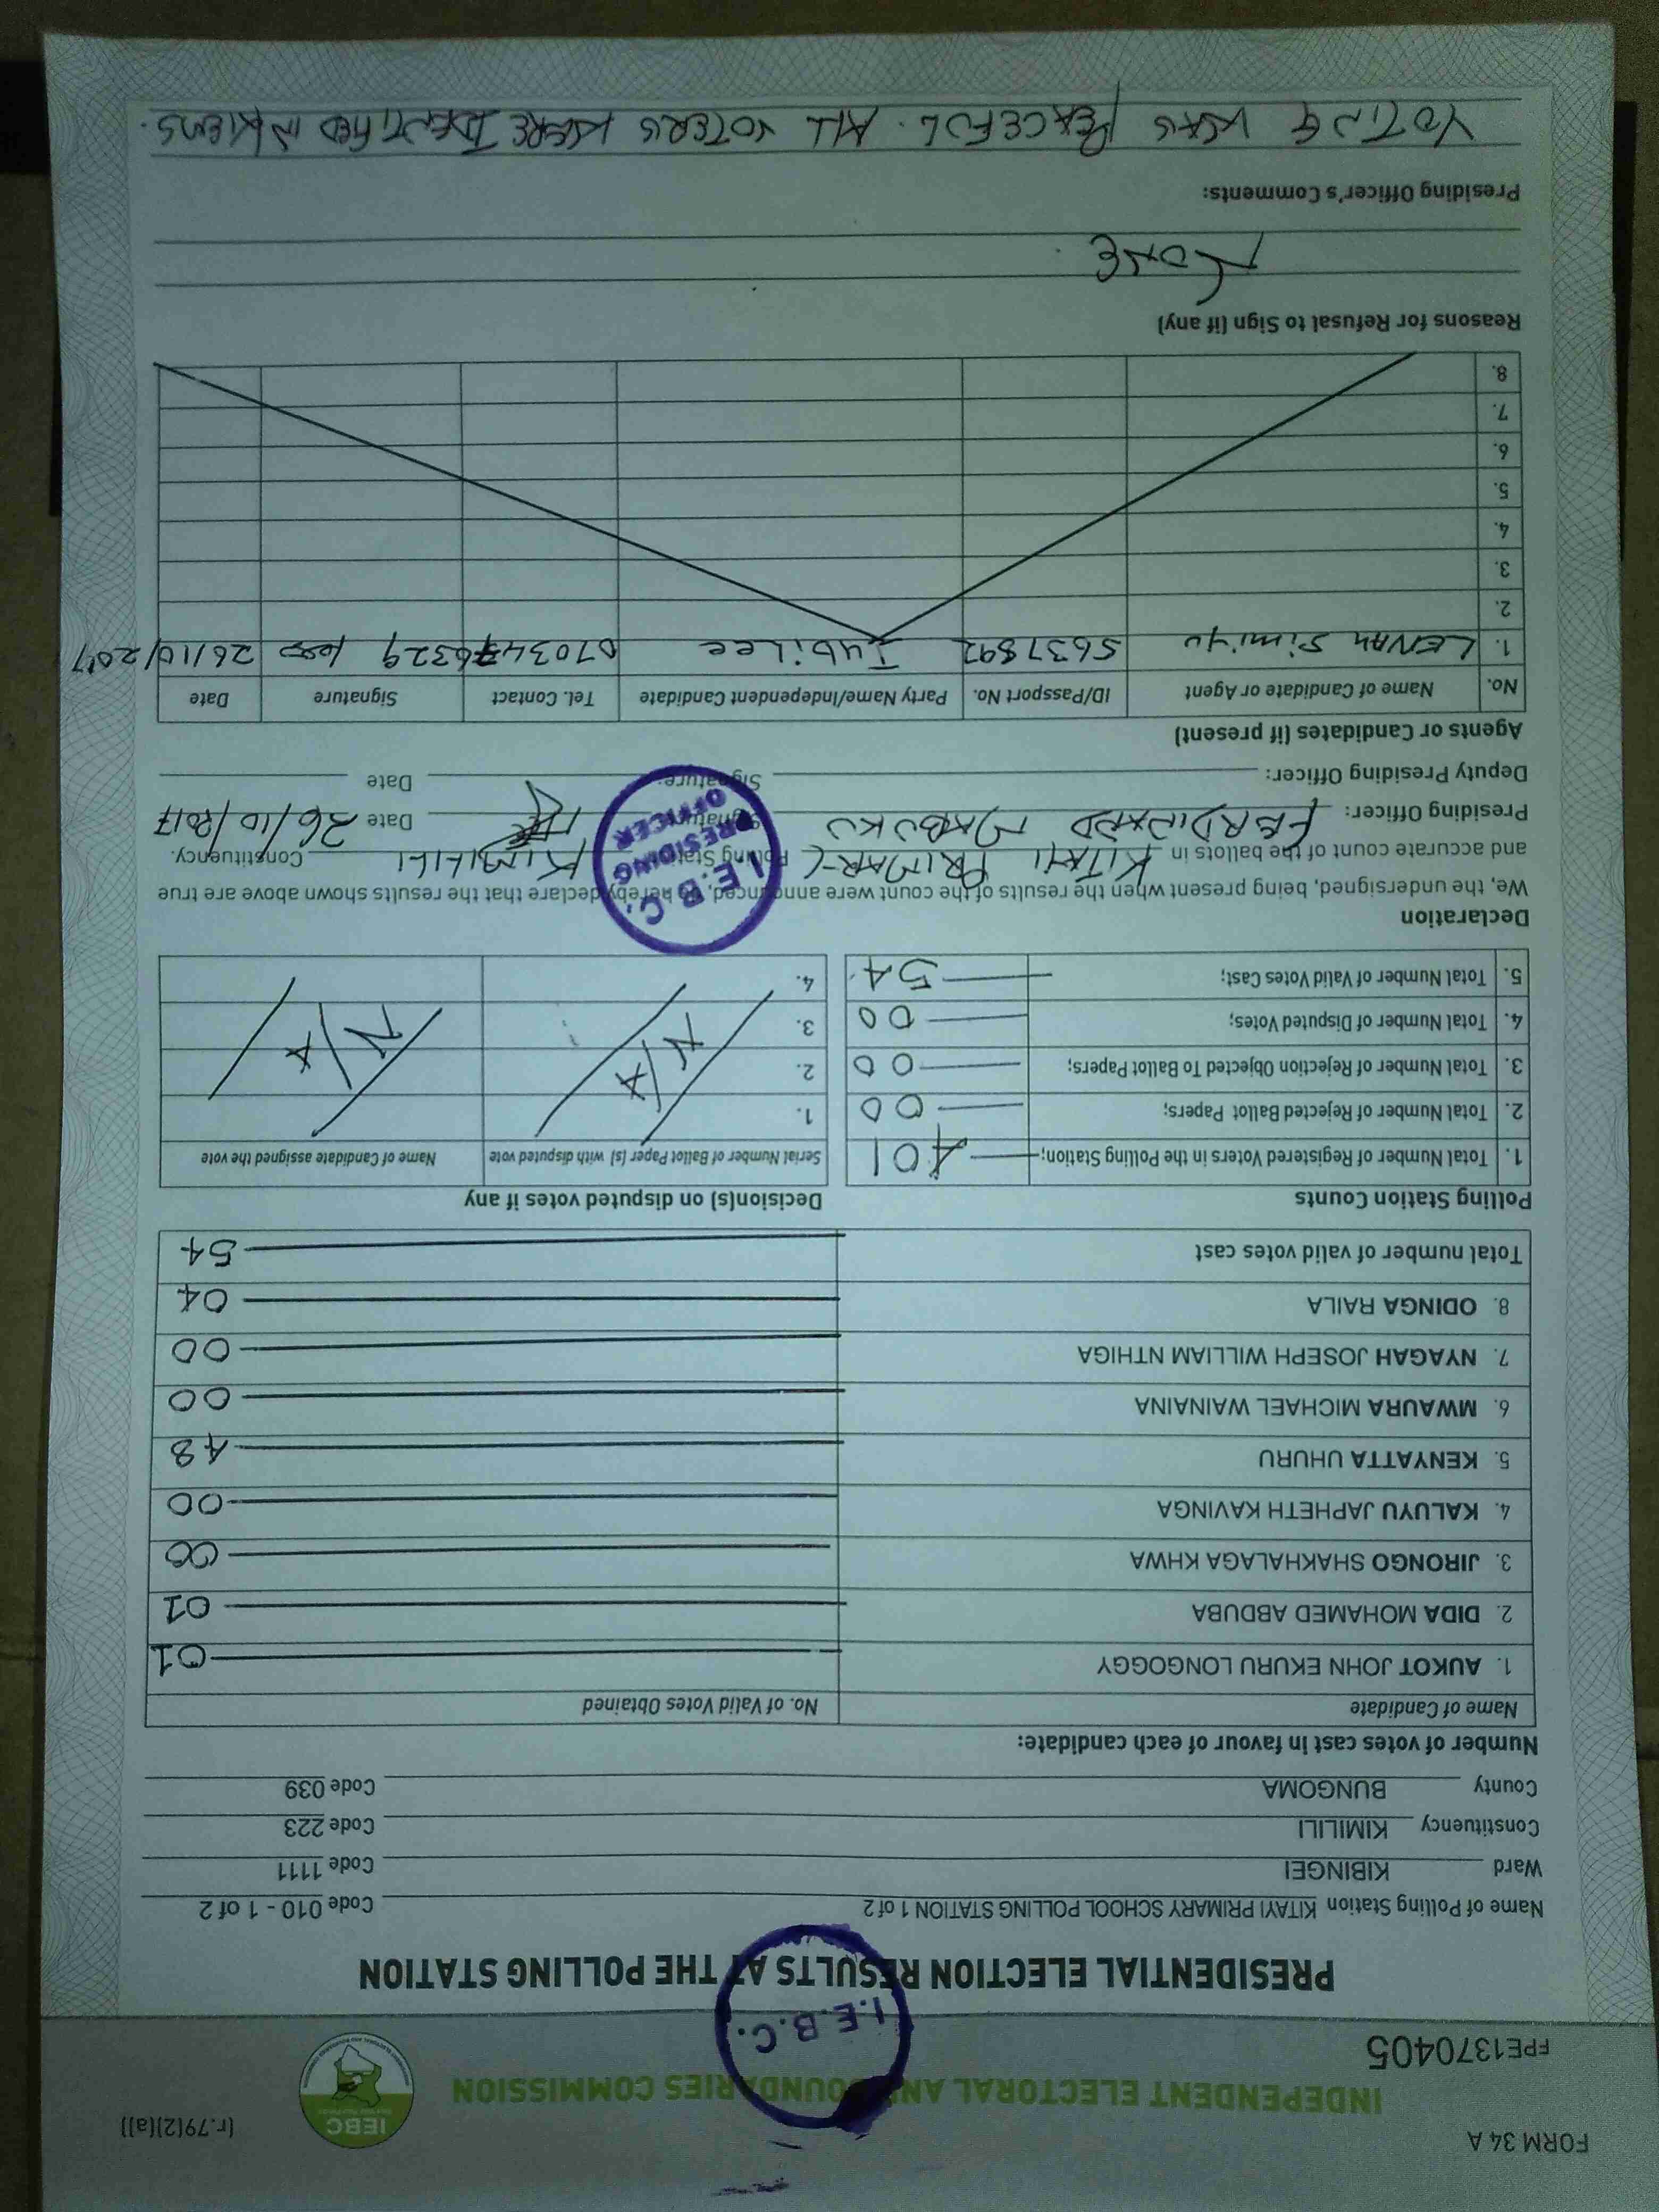 FORM 34 A
(r.79(2)(a))
IEBC
INDEPENDENT ELECTORAL AND BOUNDARIES COMMISSION
FPE1370405
I.E.B.C.
PRESIDENTIAL ELECTION RESULTS AT THE POLLING STATION
Name of Polling Station KITAYI PRIMARY SCHOOL POLLING STATION 1 of 2 Code 010 - 1 of 2
Ward KIBINGEI Code 1111
Constituency KIMILILI Code 223
County BUNGOMA Code 039
Number of votes cast in favour of each candidate:
Name of Candidate No. of Valid Votes Obtained
1. AUKOT JOHN EKURU LONGOGGY 01
2. DIDA MOHAMED ABDUBA 01
3. JIRONGO SHAKHALAGA KHWA 00
4. KALUYU JAPHETH KAVINGA 00
5. KENYATTA UHURU 48
6. MWAURA MICHAEL WAINAINA 00
7. NYAGAH JOSEPH WILLIAM NTHIGA 00
8. ODINGA RAILA 04
Total number of valid votes cast 54
Polling Station Counts Decision(s) on disputed votes if any
1. Total Number of Registered Voters in the Polling Station; 401
2. Total Number of Rejected Ballot Papers; 00
3. Total Number of Rejection Objected To Ballot Papers; 00
4. Total Number of Disputed Votes; 00
5. Total Number of Valid Votes Cast; 54
Serial Number of Ballot Paper (s) with disputed vote Name of Candidate assigned the vote
1.
2. N/A N/A
3.
4.
Declaration
We, the undersigned, being present when the results of the count were announced, do hereby declare that the results shown above are true
and accurate count of the ballots in KITAYI PRIMARY Polling Station KIMILILI Constituency.
Presiding Officer: FERDINAND MABUKU Signature Date 26/10/2017
Deputy Presiding Officer: Signature: Date
I.E.B.C.
PRESIDING
OFFICER
Agents or Candidates (if present)
No. Name of Candidate or Agent ID/Passport No. Party Name/Independent Candidate Tel. Contact Signature Date
1. LENAH Simiyu 5637892 JubiLee 26/10/2017
2.
3.
4.
5.
6.
7.
8.
Reasons for Refusal to Sign (if any)
NONE
Presiding Officer's Comments:
VOTING WAS PEACEFUL. ALL VOTERS WERE IDENTIFIED IN KIEMS.